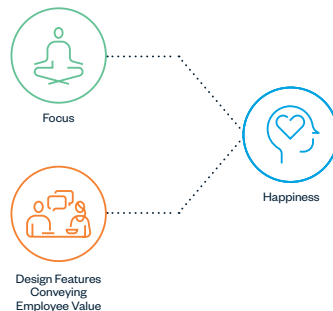 Focus
Happiness
Design Features
Conveying
Employee Value